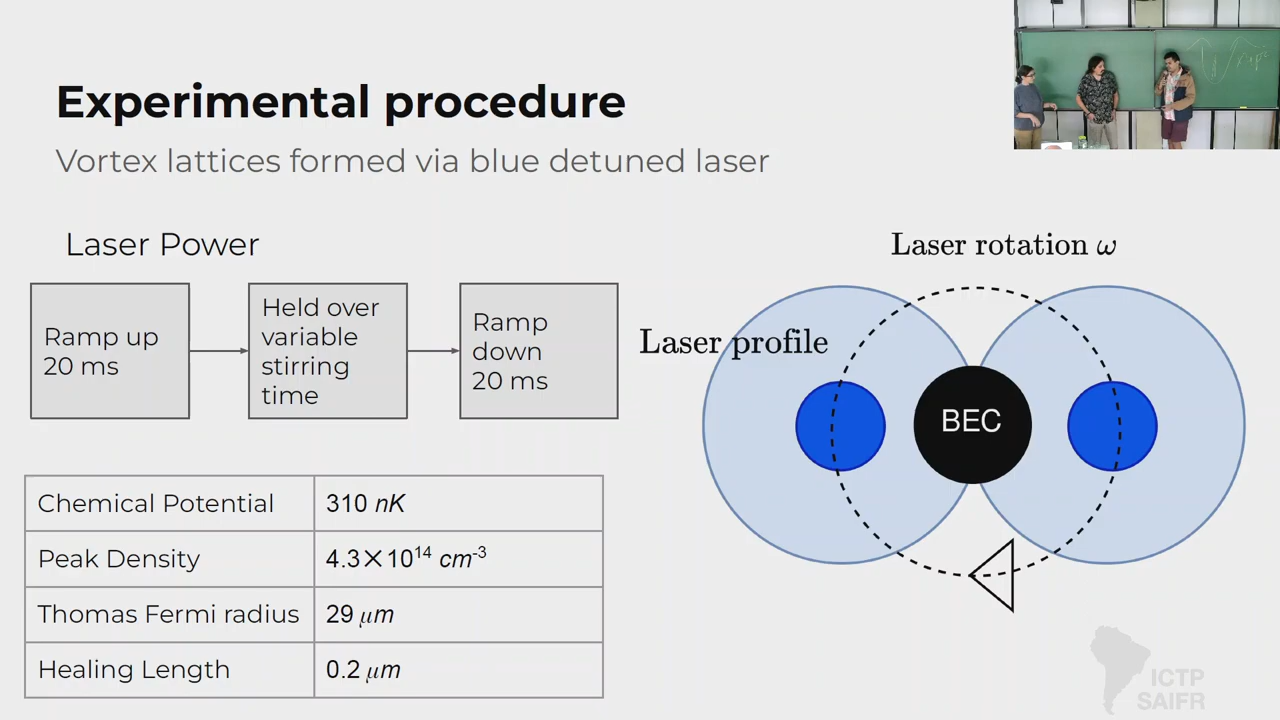 Experimental procedure
Vortex lattices formed via blue detuned laser
Laser Power
Ramp up
20 ms
Held over
variable
stirring
time
Ramp
down
20 ms
Laser rotation ω
Laser profile
BEC
Chemical Potential 310 nK
Peak Density 4.3×10¹⁴ cm⁻³
Thomas Fermi radius 29 μm
Healing Length 0.2 μm
ICTP
SAIFR